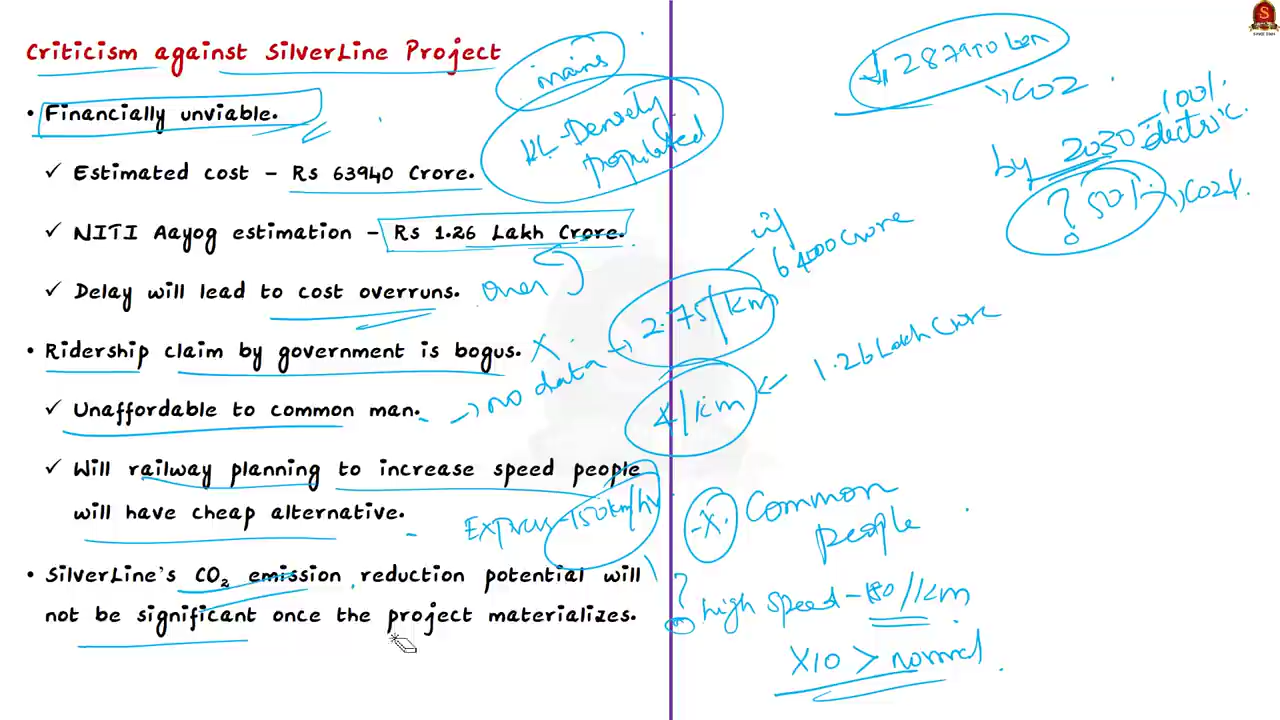 Criticism against SilverLine Project
• Financially unviable.
✓ Estimated cost - Rs 63940 Crore.
✓ NITI Aayog estimation - Rs 1.26 Lakh Crore.
✓ Delay will lead to cost overruns.
• Ridership claim by government is bogus.
✓ Unaffordable to common man.
✓ Will railway planning to increase speed people
will have cheap alternative.
• SilverLine's CO2 emission reduction potential will
not be significant once the project materializes.
mains
KL-Densely
populated
over
X
→ no data →
Express-150km/hr
287950 ton
CO2
by 2030 - 100%
electric.
? 50% CO2
if
64000 crore
2.75/km
1.26 Lakh Crore
4/km
-X.
Common
people
?
high speed - 180//km
X10 > normal